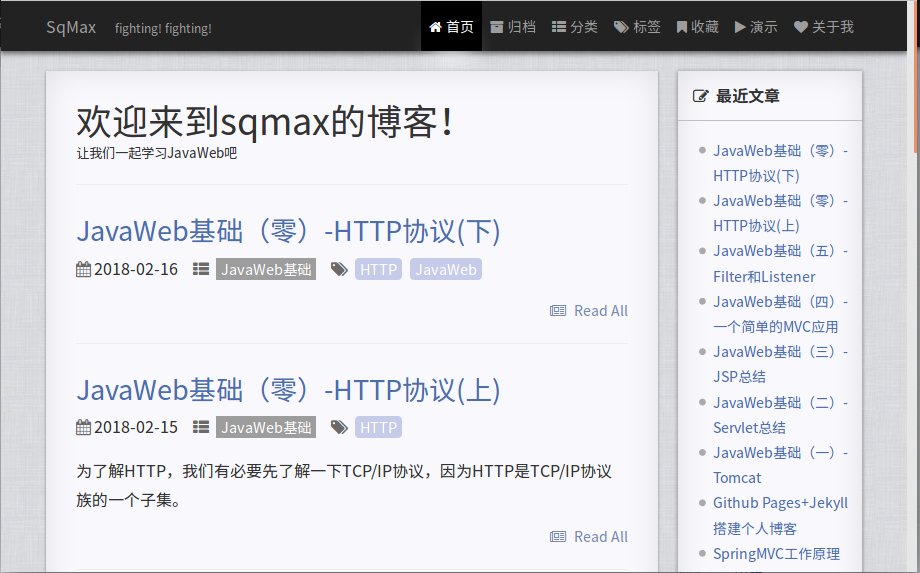 SqMax fighting! fighting! 首页 归档 分类 标签 收藏 演示 关于我
欢迎来到sqmax的博客！
让我们一起学习JavaWeb吧
JavaWeb基础（零）-HTTP协议(下)
2018-02-16 JavaWeb基础 HTTP JavaWeb
Read All
JavaWeb基础（零）-HTTP协议(上)
2018-02-15 JavaWeb基础 HTTP
为了解HTTP，我们有必要先了解一下TCP/IP协议，因为HTTP是TCP/IP协议
族的一个子集。
Read All
最近文章
JavaWeb基础（零）-
HTTP协议(下)
JavaWeb基础（零）-
HTTP协议(上)
JavaWeb基础（五）-
Filter和Listener
JavaWeb基础（四）-
一个简单的MVC应用
JavaWeb基础（三）-
JSP总结
JavaWeb基础（二）-
Servlet总结
JavaWeb基础（一）-
Tomcat
Github Pages+Jekyll
搭建个人博客
SpringMVC工作原理